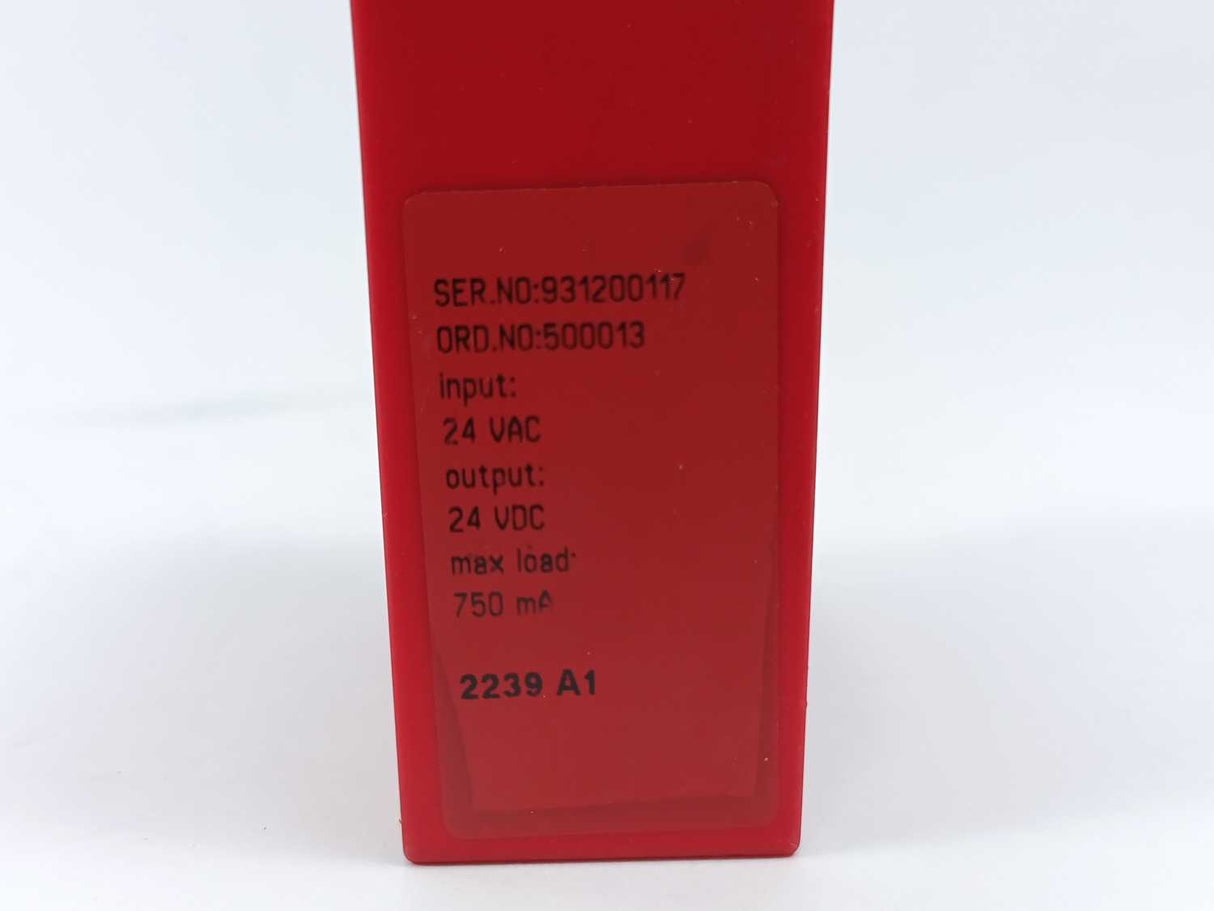 SER.NO:931200117
ORD.NO:500013
input:
24 VAC
output:
24 VDC
max load:
750 mA
2239 A1